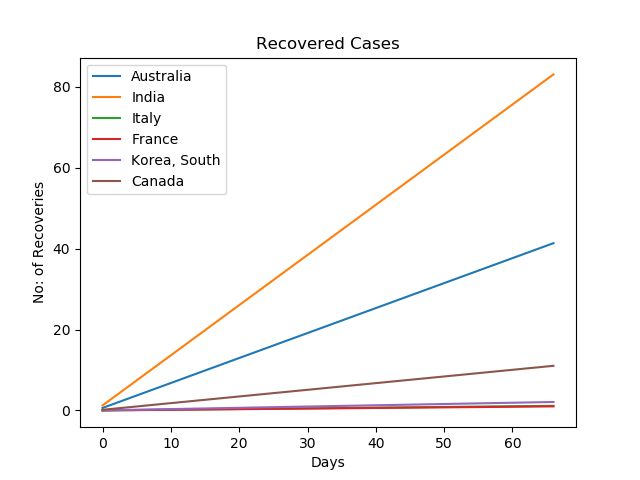 Recovered Cases
Australia
India
Italy
France
Korea, South
Canada
No: of Recoveries
80
60
40
20
0
0 10 20 30 40 50 60
Days